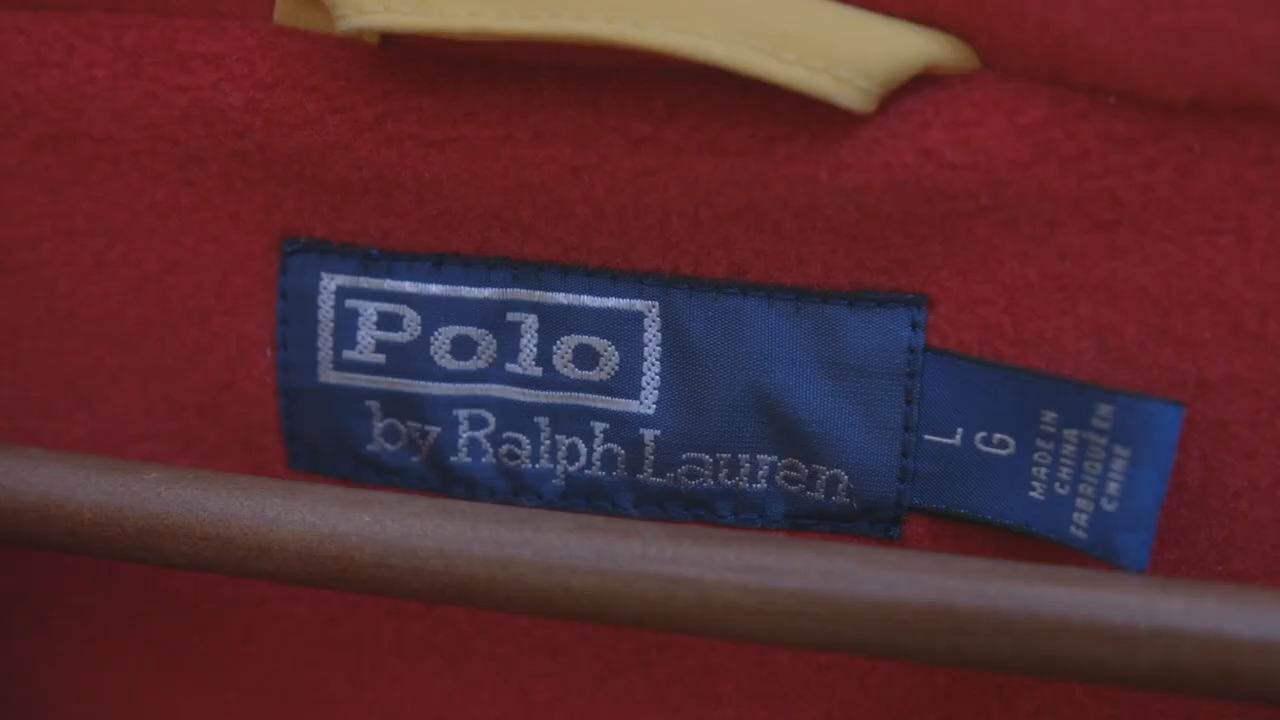 Polo
by Ralph Lauren
L
G
MADE IN
CHINA
FABRIQUÉ EN
CHINE